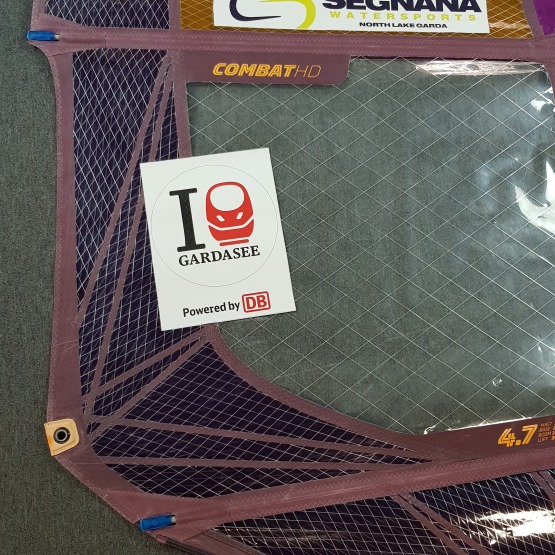 SEGNANA
WATERSPORTS
NORTH LAKE GARDA
COMBAT HD
I
GARDASEE
Powered by DB
4.7